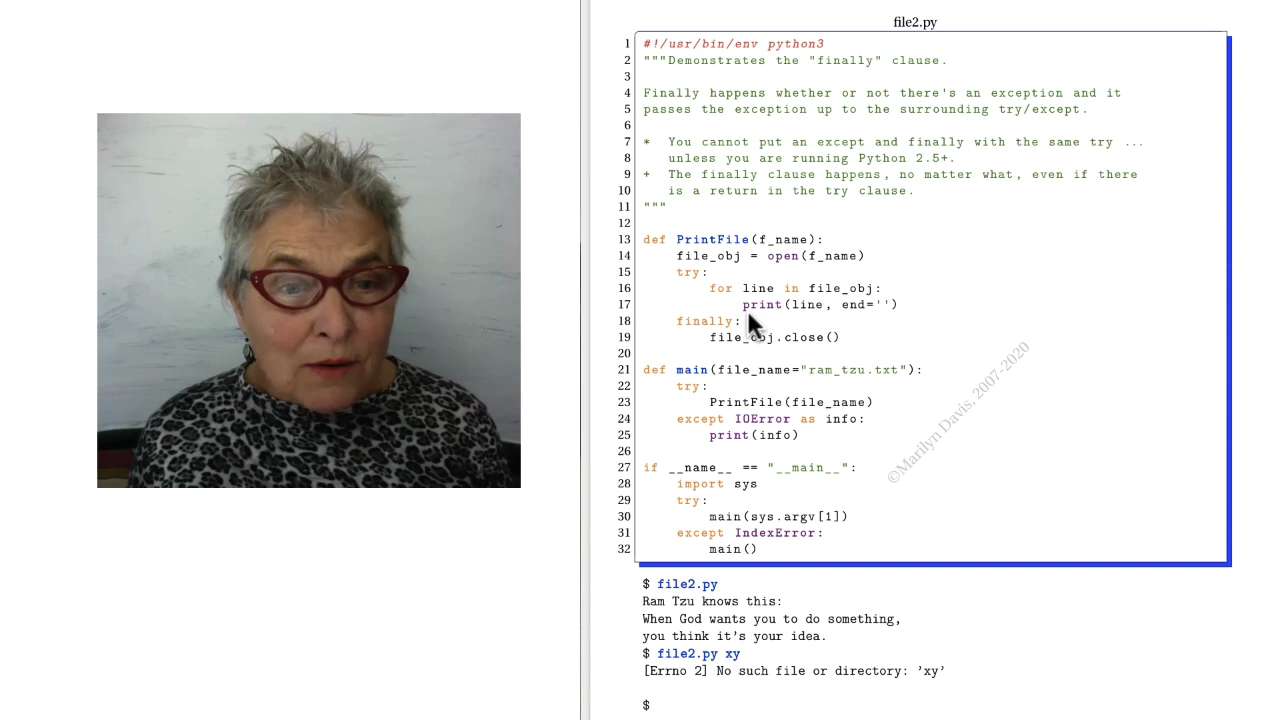 file2.py
1 #!/usr/bin/env python3
2 """Demonstrates the "finally" clause.
3
4 Finally happens whether or not there's an exception and it
5 passes the exception up to the surrounding try/except.
6
7 *  You cannot put an except and finally with the same try ...
8    unless you are running Python 2.5+.
9 +  The finally clause happens, no matter what, even if there
10    is a return in the try clause.
11 """
12
13 def PrintFile(f_name):
14     file_obj = open(f_name)
15     try:
16         for line in file_obj:
17             print(line, end='')
18     finally:
19         file_obj.close()
20
21 def main(file_name="ram_tzu.txt"):
22     try:
23         PrintFile(file_name)
24     except IOError as info:
25         print(info)
26
27 if __name__ == "__main__":
28     import sys
29     try:
30         main(sys.argv[1])
31     except IndexError:
32         main()
©Marilyn Davis, 2007-2020
$ file2.py
Ram Tzu knows this:
When God wants you to do something,
you think it's your idea.
$ file2.py xy
[Errno 2] No such file or directory: 'xy'
$